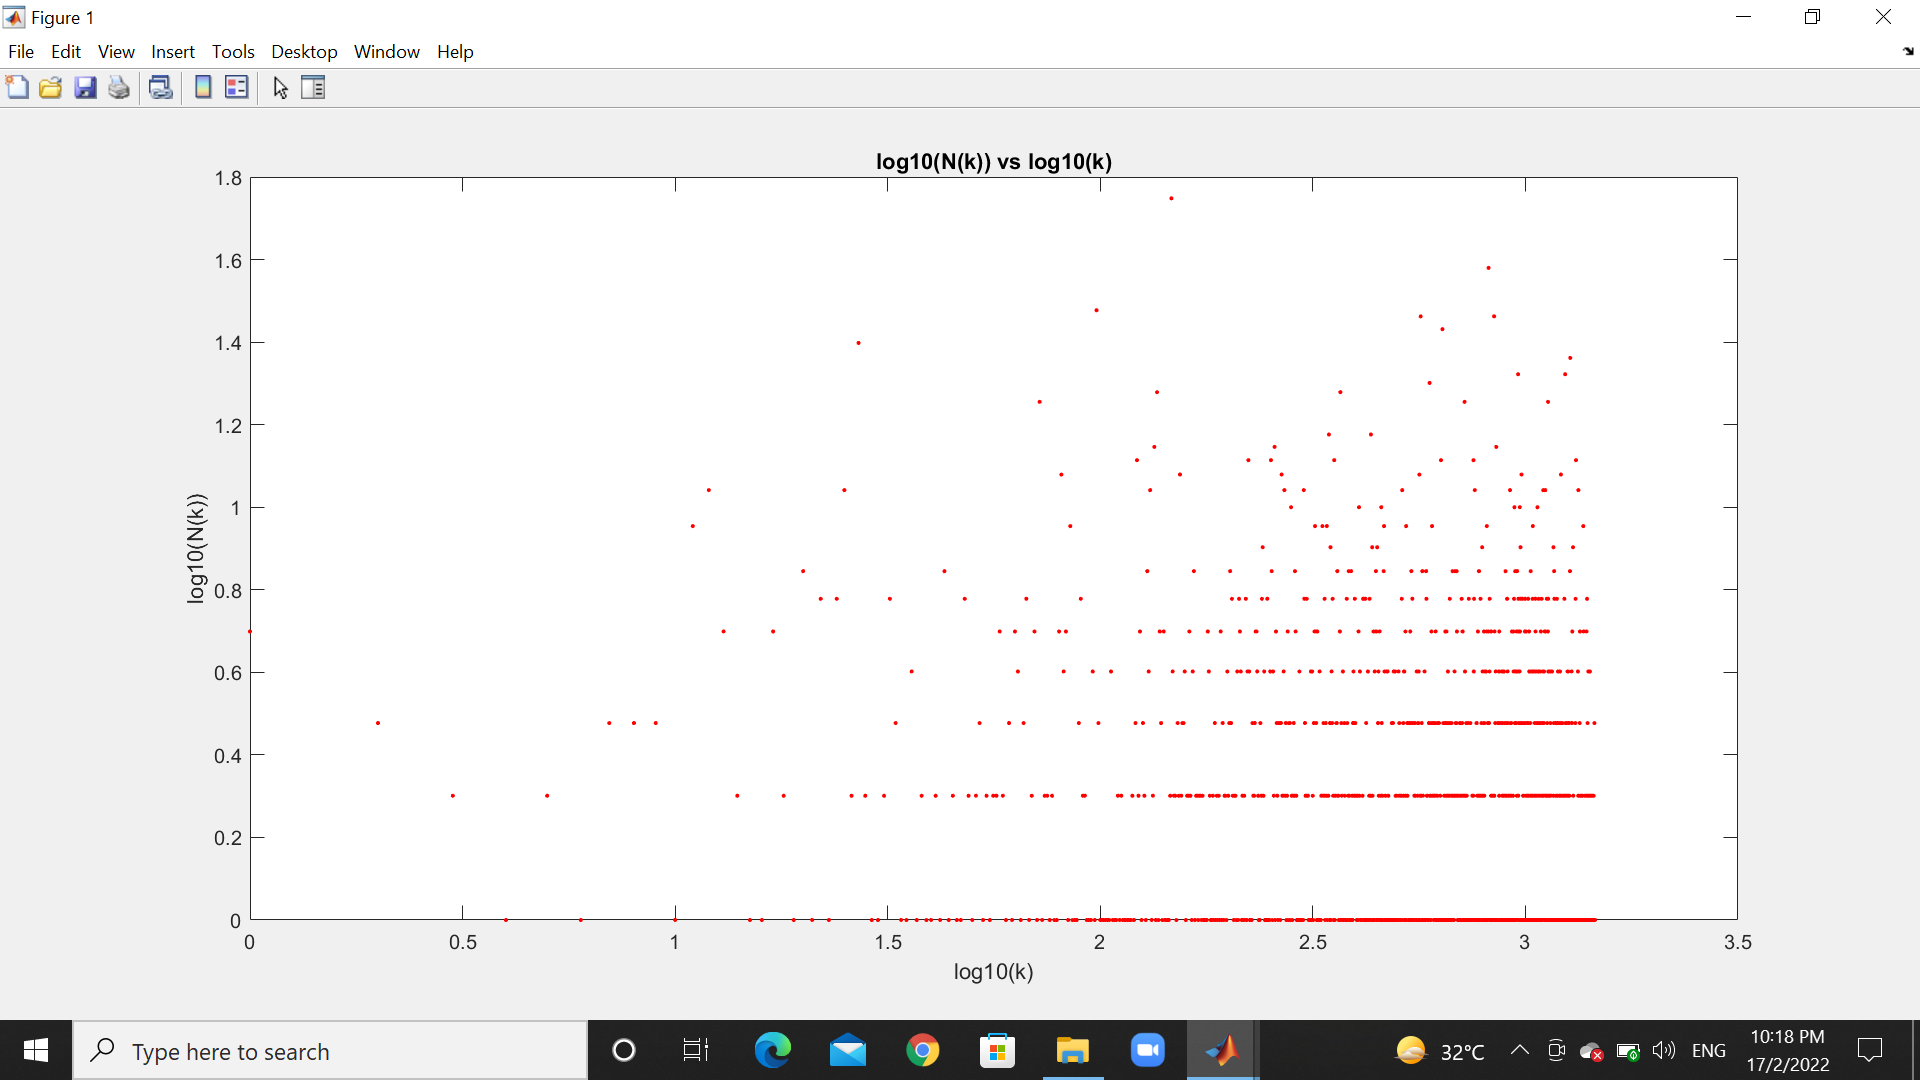 Figure 1
File Edit View Insert Tools Desktop Window Help
log10(N(k)) vs log10(k)
1.8
1.6
1.4
1.2
1
0.8
0.6
0.4
0.2
0
log10(N(k))
0 0.5 1 1.5 2 2.5 3 3.5
log10(k)
Type here to search
32°C
ENG
10:18 PM
17/2/2022